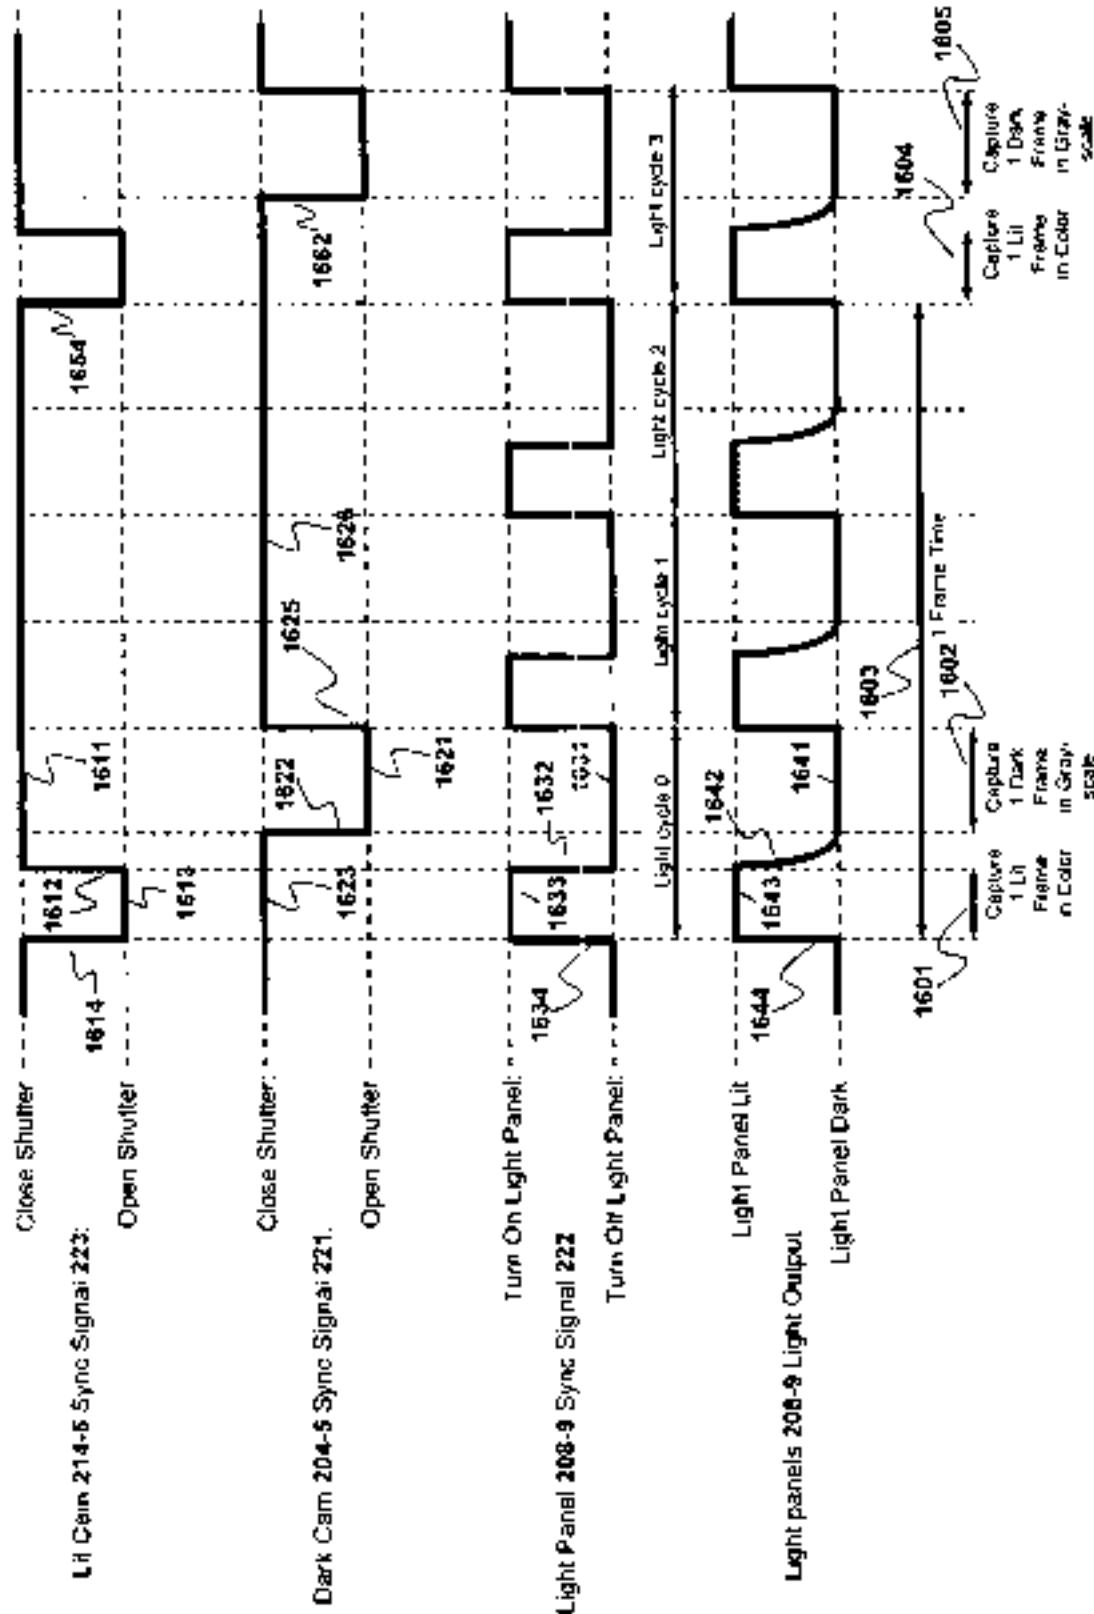 Lit Cam 214-5 Sync Signal 223:
Close Shutter
Open Shutter
1614
1612
1613
1611
1654
Dark Cam 204-5 Sync Signal 221.
Close Shutter:
Open Shutter
1623
1622
1621
1625
1626
1662
Light Panel 208-9 Sync Signal 222
Turn On Light Panel:
Turn Off Light Panel:
1634
1633
1632
1631
Light cycle 0
Light cycle 1
Light cycle 2
Light cycle 3
Light panels 208-9 Light Output
Light Panel Lit
Light Panel Dark
1644
1643
1642
1641
1603
1 Frame Time
1601
1602
1604
1605
Capture
1 Lit
Frame
in Color
Capture
1 Dark
Frame
in Gray-
scale
Capture
1 Lit
Frame
in Color
Capture
1 Dark
Frame
in Gray-
scale